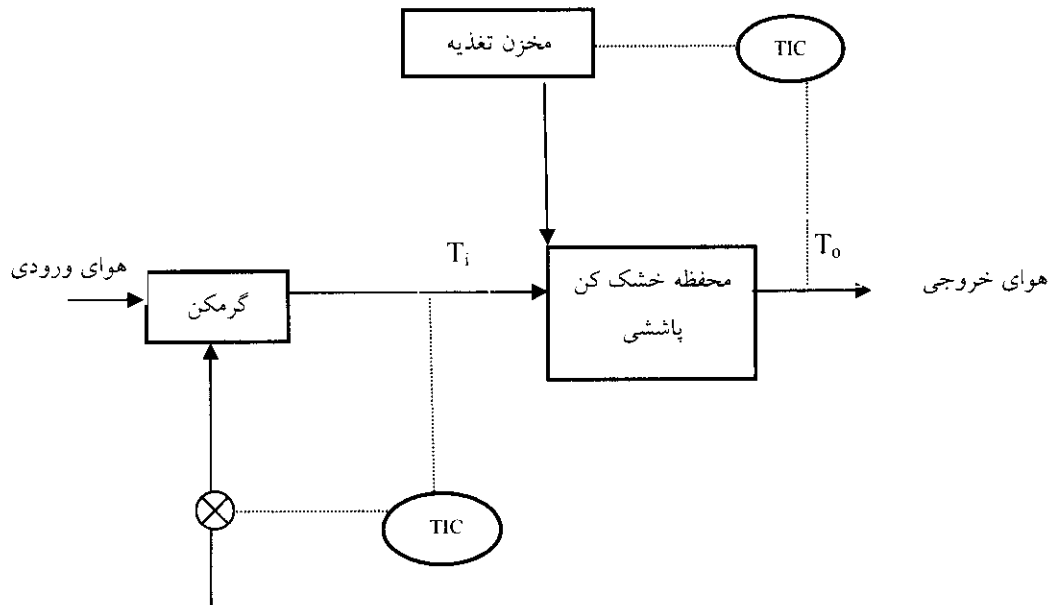 مخزن تغذیه
TIC
هوای ورودی
گرمکن
Ti
محفظه خشک کن
پاششی
To
هوای خروجی
TIC